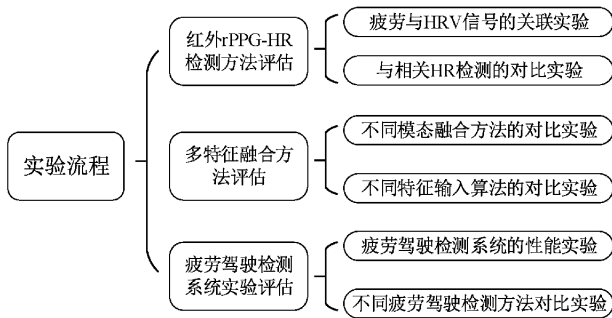 实验流程
红外rPPG-HR
检测方法评估
疲劳与HRV信号的关联实验
与相关HR检测的对比实验
多特征融合方
法评估
不同模态融合方法的对比实验
不同特征输入算法的对比实验
疲劳驾驶检测
系统实验评估
疲劳驾驶检测系统的性能实验
不同疲劳驾驶检测方法对比实验